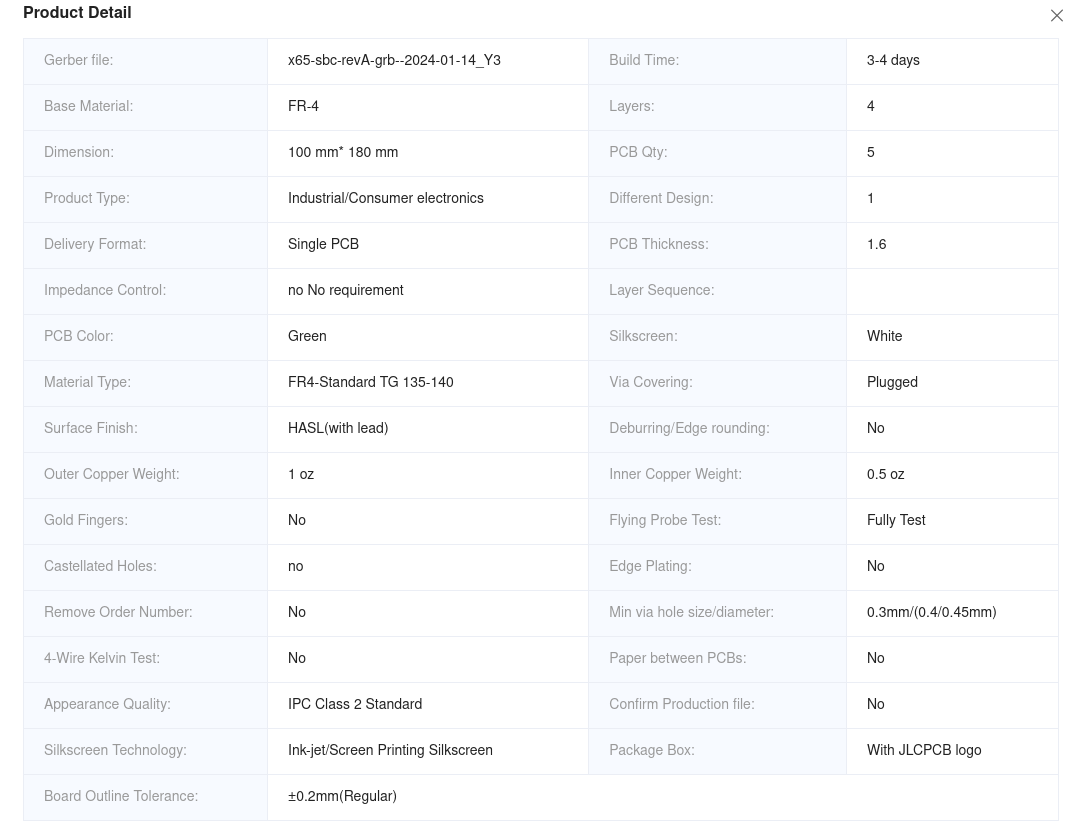 Product Detail
Gerber file: x65-sbc-revA-grb--2024-01-14_Y3 Build Time: 3-4 days
Base Material: FR-4 Layers: 4
Dimension: 100 mm* 180 mm PCB Qty: 5
Product Type: Industrial/Consumer electronics Different Design: 1
Delivery Format: Single PCB PCB Thickness: 1.6
Impedance Control: no No requirement Layer Sequence:
PCB Color: Green Silkscreen: White
Material Type: FR4-Standard TG 135-140 Via Covering: Plugged
Surface Finish: HASL(with lead) Deburring/Edge rounding: No
Outer Copper Weight: 1 oz Inner Copper Weight: 0.5 oz
Gold Fingers: No Flying Probe Test: Fully Test
Castellated Holes: no Edge Plating: No
Remove Order Number: No Min via hole size/diameter: 0.3mm/(0.4/0.45mm)
4-Wire Kelvin Test: No Paper between PCBs: No
Appearance Quality: IPC Class 2 Standard Confirm Production file: No
Silkscreen Technology: Ink-jet/Screen Printing Silkscreen Package Box: With JLCPCB logo
Board Outline Tolerance: ±0.2mm(Regular)